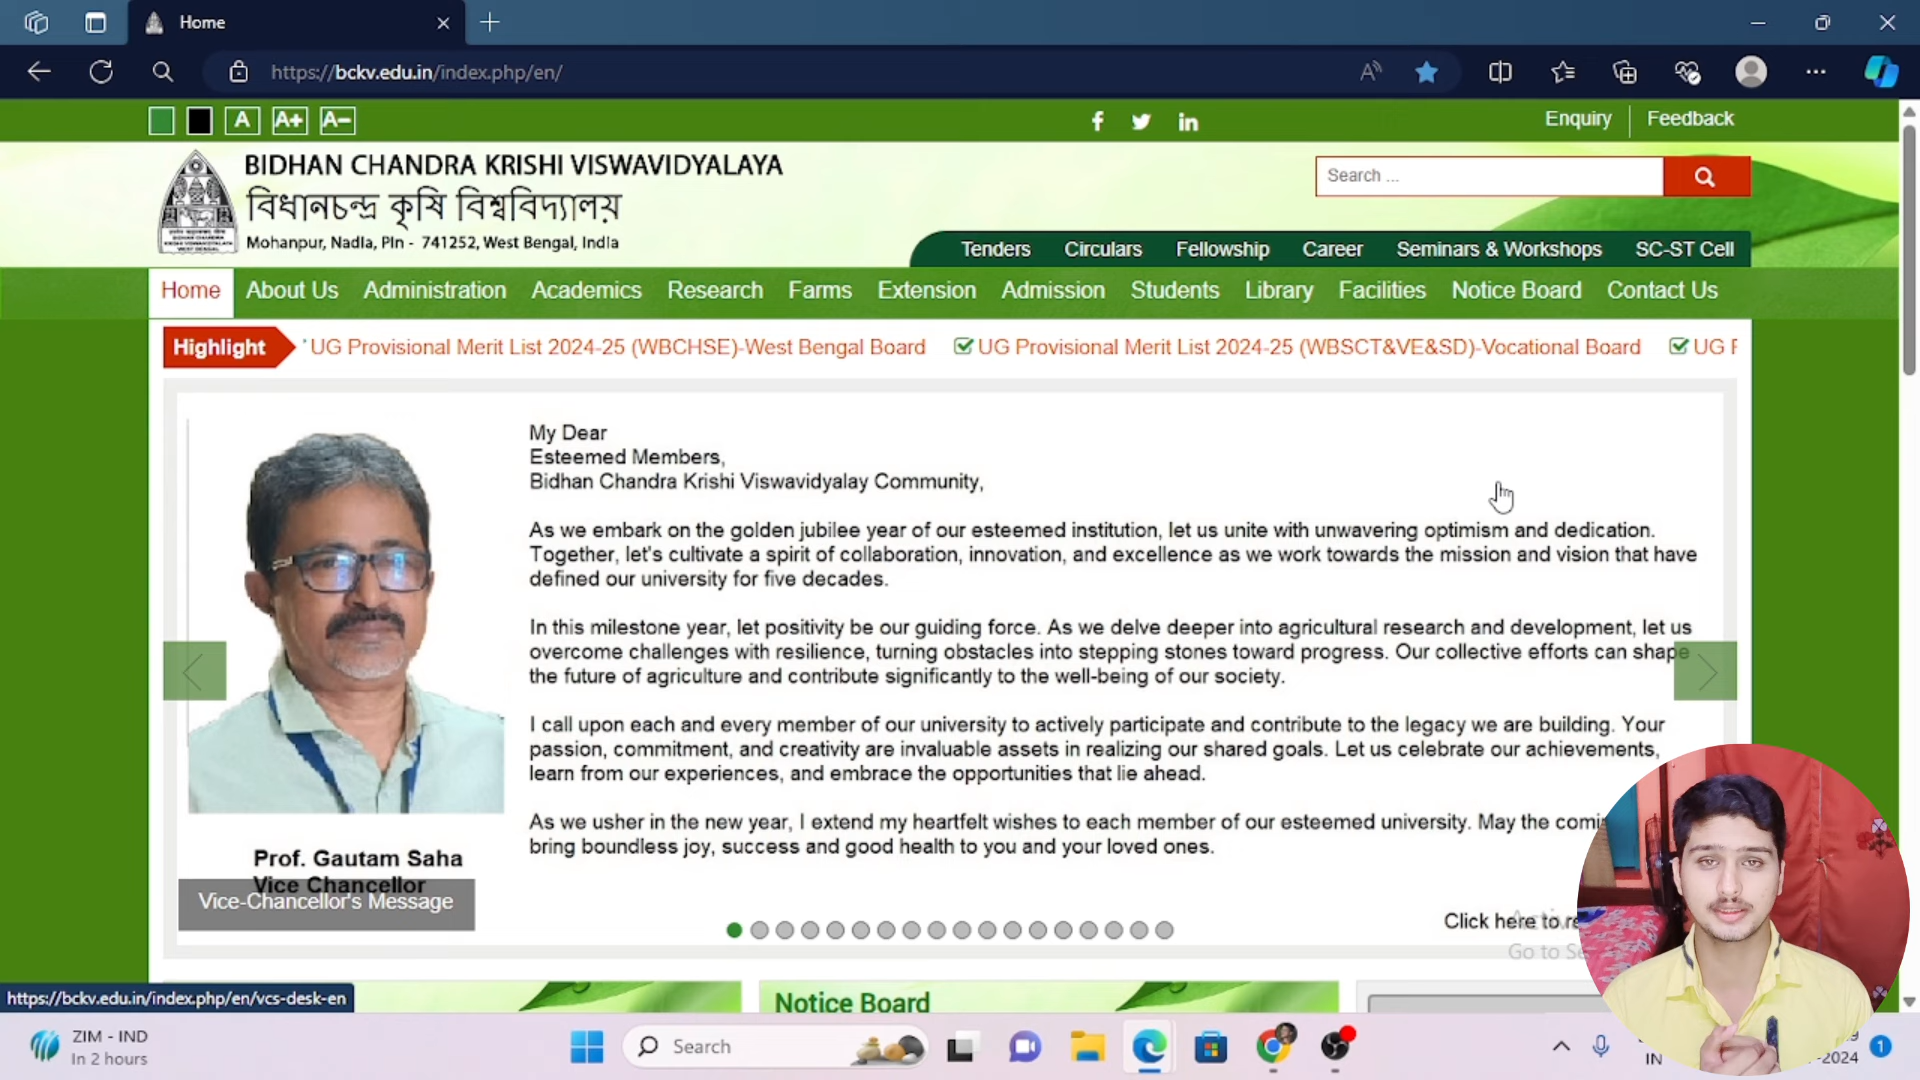 Home
https://bckv.edu.in/index.php/en/
A
A+
A-
Enquiry
Feedback
BIDHAN CHANDRA KRISHI VISWAVIDYALAYA
বিধানচন্দ্র কৃষি বিশ্ববিদ্যালয়
Mohanpur, Nadia, Pin - 741252, West Bengal, India
Search ...
Tenders Circulars Fellowship Career Seminars & Workshops SC-ST Cell
Home About Us Administration Academics Research Farms Extension Admission Students Library Facilities Notice Board Contact Us
Highlight UG Provisional Merit List 2024-25 (WBCHSE)-West Bengal Board UG Provisional Merit List 2024-25 (WBSCT&VE&SD)-Vocational Board UG
My Dear
Esteemed Members,
Bidhan Chandra Krishi Viswavidyalay Community,
As we embark on the golden jubilee year of our esteemed institution, let us unite with unwavering optimism and dedication.
Together, let's cultivate a spirit of collaboration, innovation, and excellence as we work towards the mission and vision that have
defined our university for five decades.
In this milestone year, let positivity be our guiding force. As we delve deeper into agricultural research and development, let us
overcome challenges with resilience, turning obstacles into stepping stones toward progress. Our collective efforts can shape
the future of agriculture and contribute significantly to the well-being of our society.
I call upon each and every member of our university to actively participate and contribute to the legacy we are building. Your
passion, commitment, and creativity are invaluable assets in realizing our shared goals. Let us celebrate our achievements,
learn from our experiences, and embrace the opportunities that lie ahead.
As we usher in the new year, I extend my heartfelt wishes to each member of our esteemed university. May the
bring boundless joy, success and good health to you and your loved ones.
Prof. Gautam Saha
Vice Chancellor
Vice-Chancellor's Message
Click here to
Go to
https://bckv.edu.in/index.php/en/vcs-desk-en
Notice Board
ZIM - IND
In 2 hours
Search
IN
-2024
1